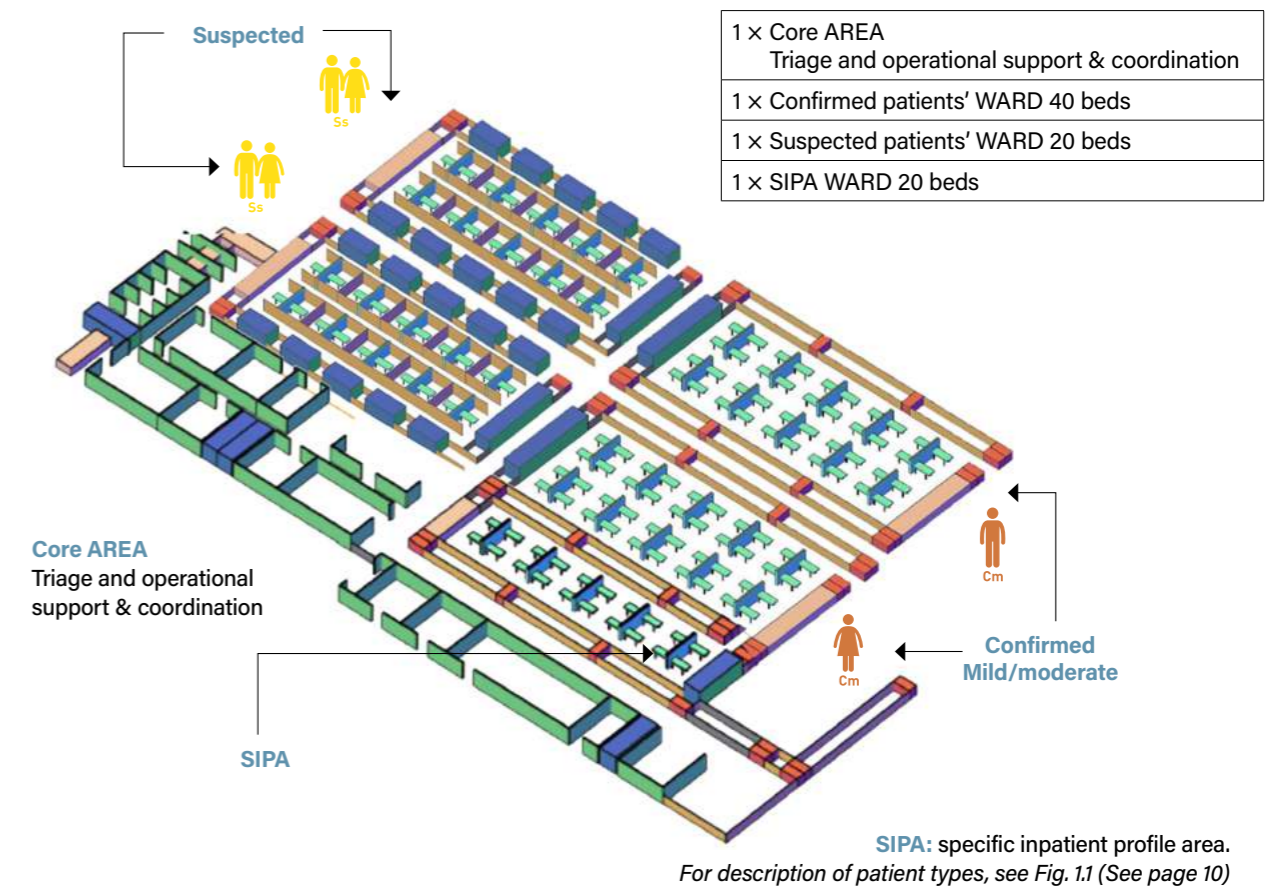 Suspected
Ss
Ss
1 × Core AREA
Triage and operational support & coordination
1 × Confirmed patients’ WARD 40 beds
1 × Suspected patients’ WARD 20 beds
1 × SIPA WARD 20 beds
Core AREA
Triage and operational
support & coordination
Cm
Cm
Confirmed
Mild/moderate
SIPA
SIPA: specific inpatient profile area.
For description of patient types, see Fig. 1.1 (See page 10)